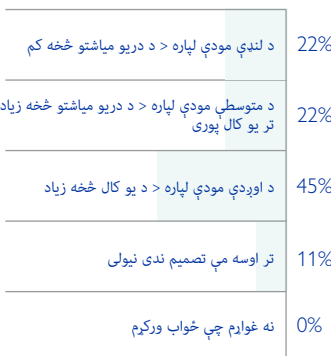 د لنډې مودې لپاره < د دریو میاشتو څخه کم 22%
د متوسطې مودې لپاره < د دریو میاشتو څخه زیاد
تر یو کال پورې 22%
د اوږدې مودې لپاره < د یو کال څخه زیاد 45%
تر اوسه مې تصمیم ندی نیولی 11%
نه غواړم چې ځواب ورکړم 0%